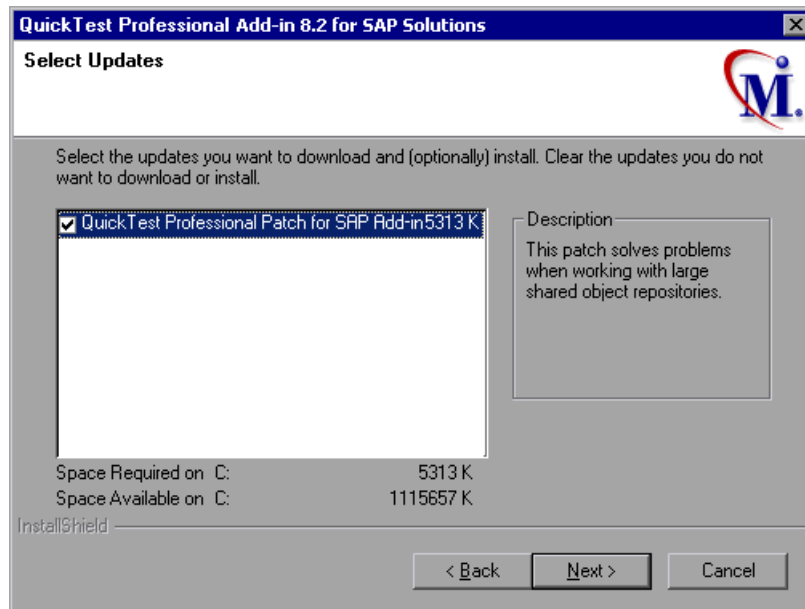 QuickTest Professional Add-in 8.2 for SAP Solutions
Select Updates
M.
Select the updates you want to download and (optionally) install. Clear the updates you do not
want to download or install.
QuickTest Professional Patch for SAP Add-in5313 K
Description
This patch solves problems
when working with large
shared object repositories.
Space Required on C: 5313 K
Space Available on C: 1115657 K
InstallShield
< Back
Next >
Cancel